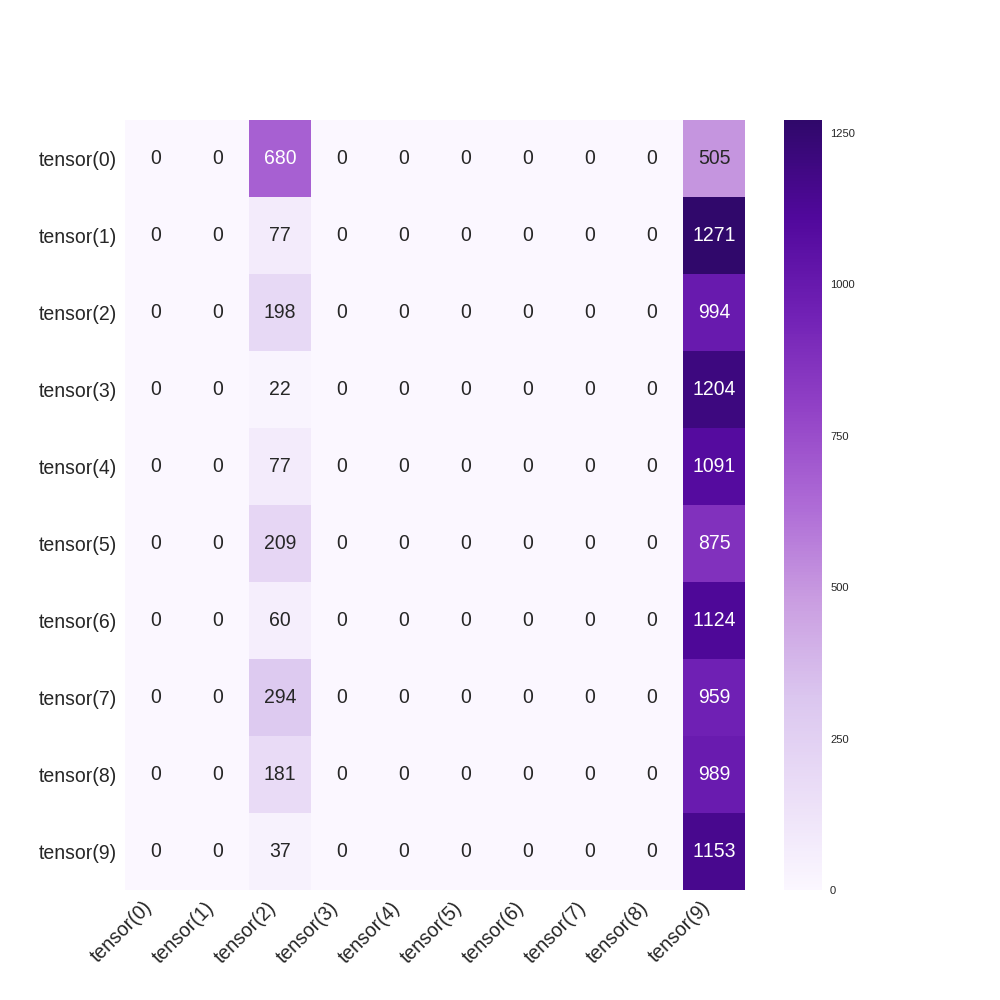 tensor(0) 0 0 680 0 0 0 0 0 0 505
tensor(1) 0 0 77 0 0 0 0 0 0 1271
tensor(2) 0 0 198 0 0 0 0 0 0 994
tensor(3) 0 0 22 0 0 0 0 0 0 1204
tensor(4) 0 0 77 0 0 0 0 0 0 1091
tensor(5) 0 0 209 0 0 0 0 0 0 875
tensor(6) 0 0 60 0 0 0 0 0 0 1124
tensor(7) 0 0 294 0 0 0 0 0 0 959
tensor(8) 0 0 181 0 0 0 0 0 0 989
tensor(9) 0 0 37 0 0 0 0 0 0 1153
tensor(0) tensor(1) tensor(2) tensor(3) tensor(4) tensor(5) tensor(6) tensor(7) tensor(8) tensor(9)
1250
1000
750
500
250
0